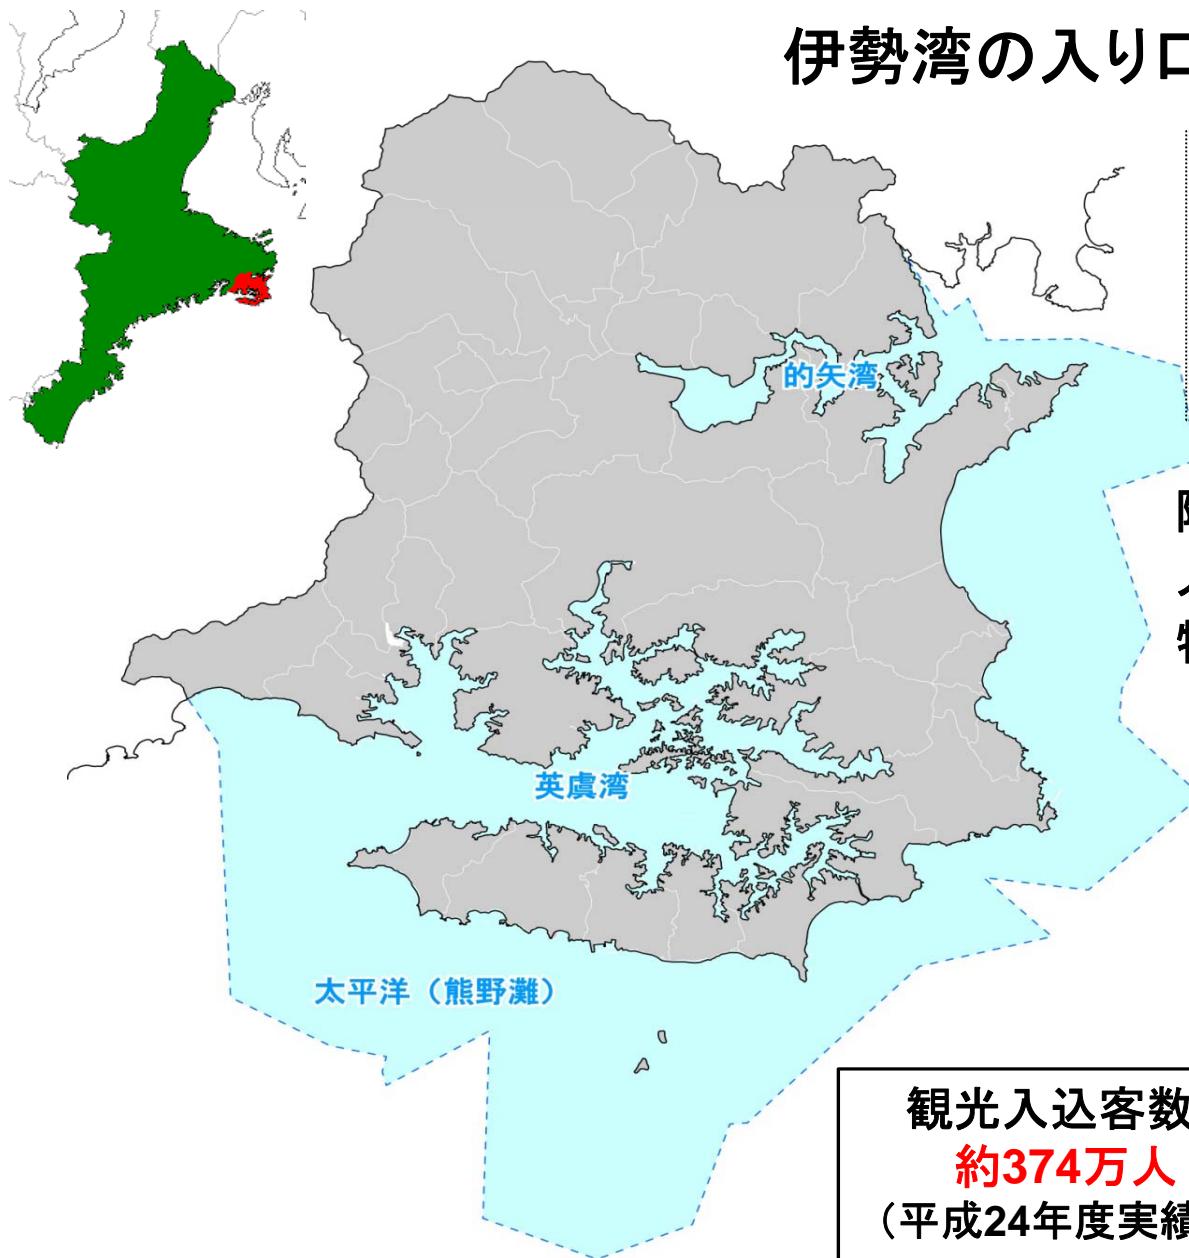 伊勢湾の入り口
的矢湾
英虞湾
太平洋（熊野灘）
観光入込客数
約374万人
（平成24年度実績